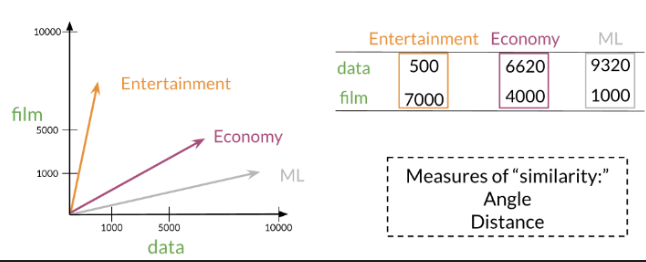 10000
Entertainment
film
5000
Economy
1000
ML
1000 5000 10000
data
Entertainment Economy ML
data 500 6620 9320
film 7000 4000 1000
Measures of “similarity:”
Angle
Distance